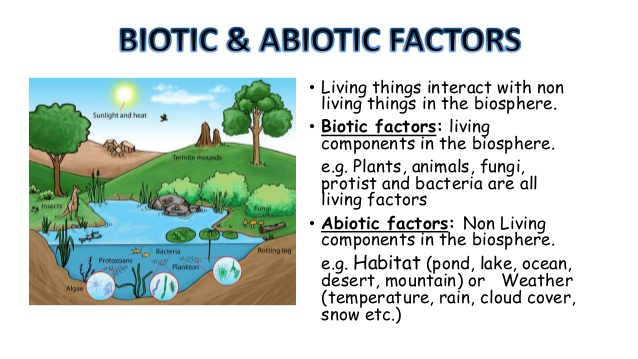 BIOTIC & ABIOTIC FACTORS
Sunlight and heat
Termite mounds
Insects
Fungi
Bacteria
Rotting log
Protozoans
Plankton
Algae
• Living things interact with non
living things in the biosphere.
• Biotic factors: living
components in the biosphere.
e.g. Plants, animals, fungi,
protist and bacteria are all
living factors
• Abiotic factors: Non Living
components in the biosphere.
e.g. Habitat (pond, lake, ocean,
desert, mountain) or Weather
(temperature, rain, cloud cover,
snow etc.)